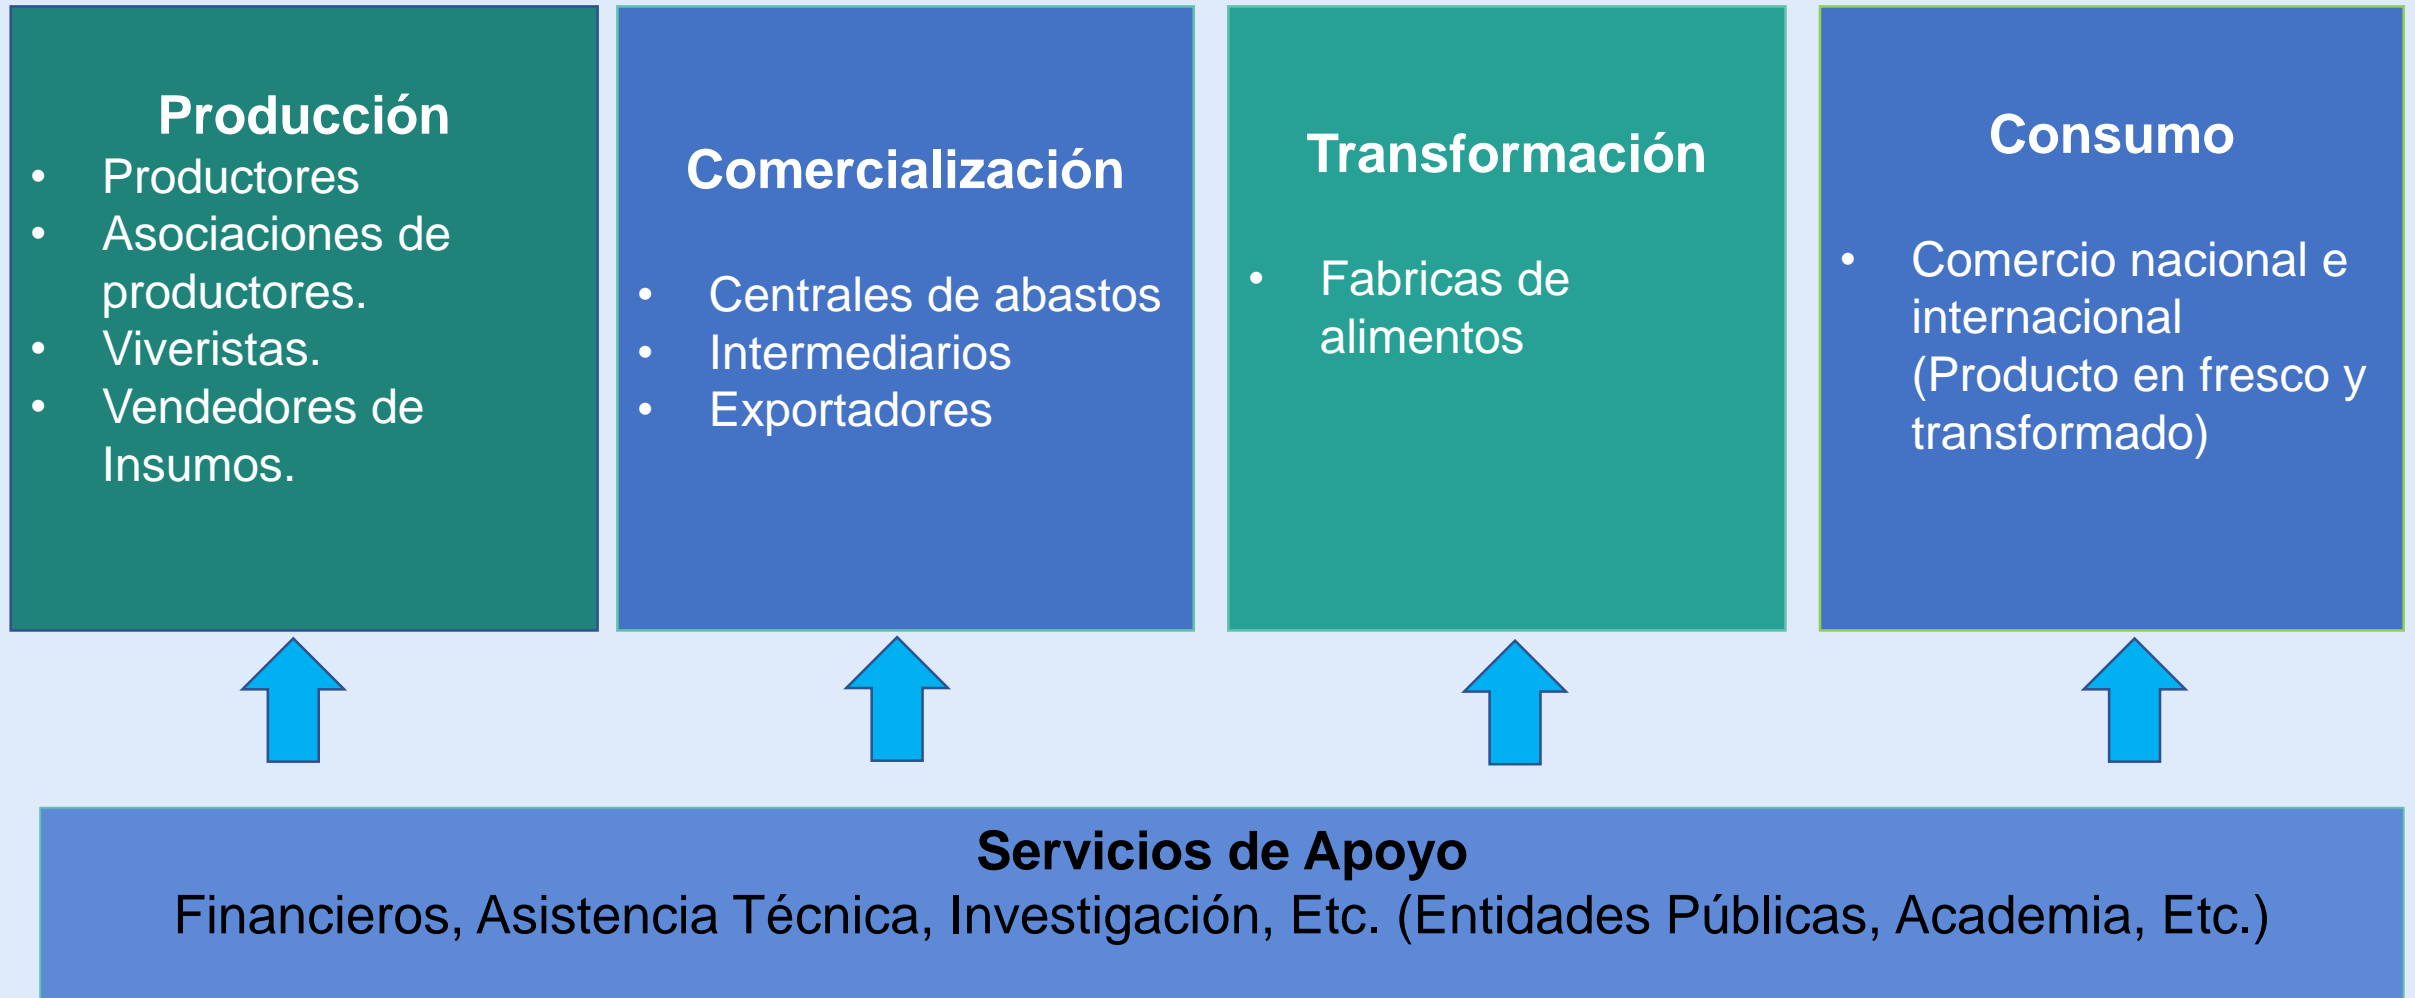 Producción
• Productores
• Asociaciones de
productores.
• Viveristas.
• Vendedores de
Insumos.
Comercialización
• Centrales de abastos
• Intermediarios
• Exportadores
Transformación
• Fabricas de
alimentos
Consumo
• Comercio nacional e
internacional
(Producto en fresco y
transformado)
Servicios de Apoyo
Financieros, Asistencia Técnica, Investigación, Etc. (Entidades Públicas, Academia, Etc.)